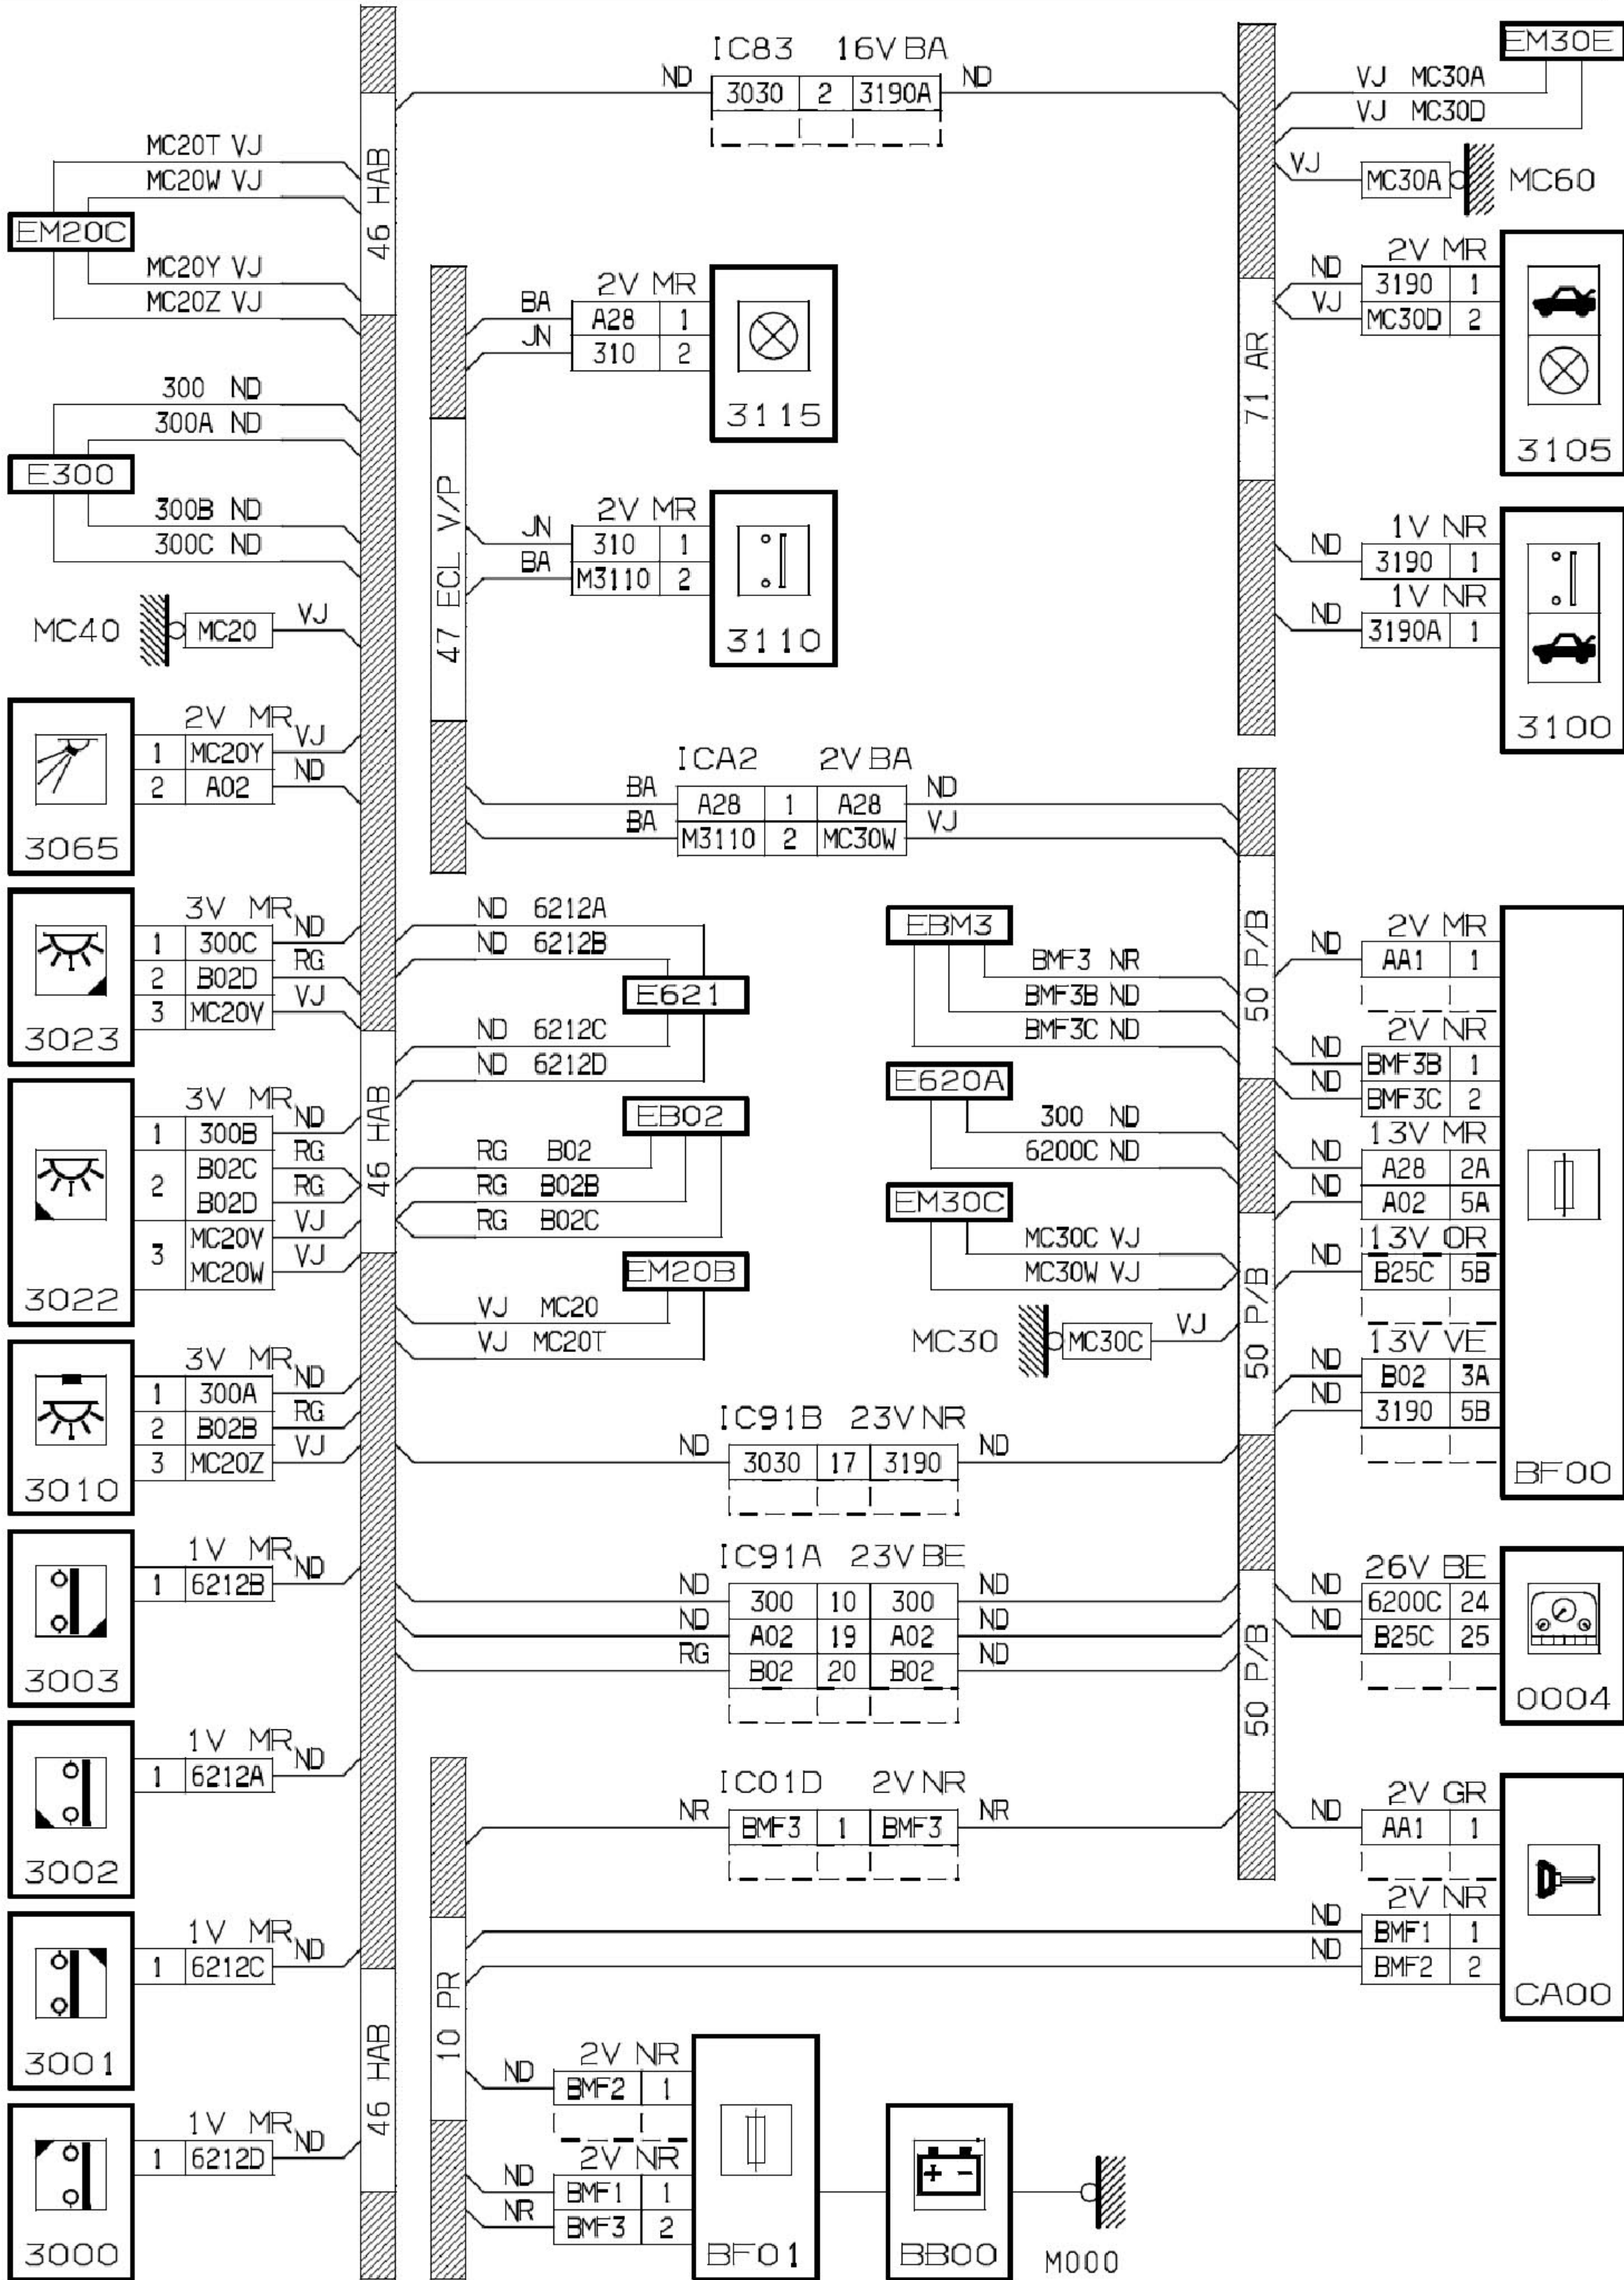 IC83 16V BA
ND 3030 2 3190A ND
EM30E
VJ MC30A
VJ MC30D
VJ MC30A MC60
MC20T VJ
MC20W VJ
EM20C
MC20Y VJ
MC20Z VJ
46 HAB
2V MR
BA A28 1
JN 310 2
3115
2V MR
ND 3190 1
VJ MC30D 2
3105
71 AR
300 ND
300A ND
E300
300B ND
300C ND
47 ECL V/P
2V MR
JN 310 1
BA M3110 2
3110
1V NR
ND 3190 1
1V NR
ND 3190A 1
3100
MC40 MC20 VJ
2V MR
1 MC20Y VJ
2 A02 ND
3065
ICA2 2V BA
BA A28 1 A28 ND
BA M3110 2 MC30W VJ
3V MR
1 300C ND
2 B02D RG
3 MC20V VJ
3023
ND 6212A
ND 6212B
E621
ND 6212C
ND 6212D
EBM3
BMF3 NR
BMF3B ND
BMF3C ND
50 P/B
2V MR
ND AA1 1
2V NR
ND BMF3B 1
ND BMF3C 2
13V MR
ND A28 2A
ND A02 5A
13V OR
ND B25C 5B
13V VE
ND B02 3A
ND 3190 5B
BF00
3V MR
1 300B ND
2 B02C RG
B02D RG
3 MC20V VJ
MC20W VJ
3022
46 HAB
EB02
RG B02
RG B02B
RG B02C
E620A
300 ND
6200C ND
EM30C
MC30C VJ
MC30W VJ
50 P/B
EM20B
VJ MC20
VJ MC20T
MC30 MC30C VJ
3V MR
1 300A ND
2 B02B RG
3 MC20Z VJ
3010
IC91B 23V NR
ND 3030 17 3190 ND
1V MR
1 6212B ND
3003
IC91A 23V BE
ND 300 10 300 ND
ND A02 19 A02 ND
RG B02 20 B02 ND
50 P/B
26V BE
ND 6200C 24
ND B25C 25
0004
1V MR
1 6212A ND
3002
IC01D 2V NR
NR BMF3 1 BMF3 NR
2V GR
ND AA1 1
2V NR
ND BMF1 1
ND BMF2 2
CA00
1V MR
1 6212C ND
3001
46 HAB
10 PR
2V NR
ND BMF2 1
2V NR
ND BMF1 1
NR BMF3 2
BF01
+ -
BB00
M000
1V MR
1 6212D ND
3000